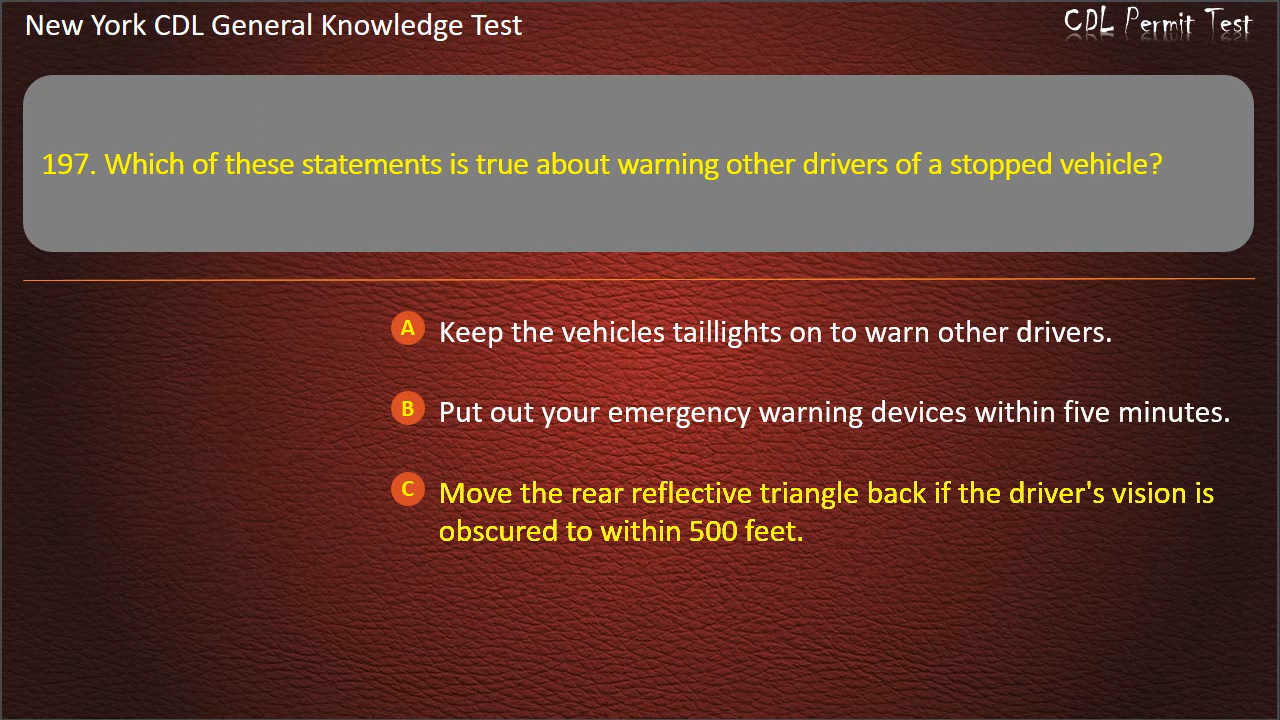 New York CDL General Knowledge Test
CDL Permit Test
197. Which of these statements is true about warning other drivers of a stopped vehicle?
A Keep the vehicles taillights on to warn other drivers.
B Put out your emergency warning devices within five minutes.
C Move the rear reflective triangle back if the driver's vision is
obscured to within 500 feet.